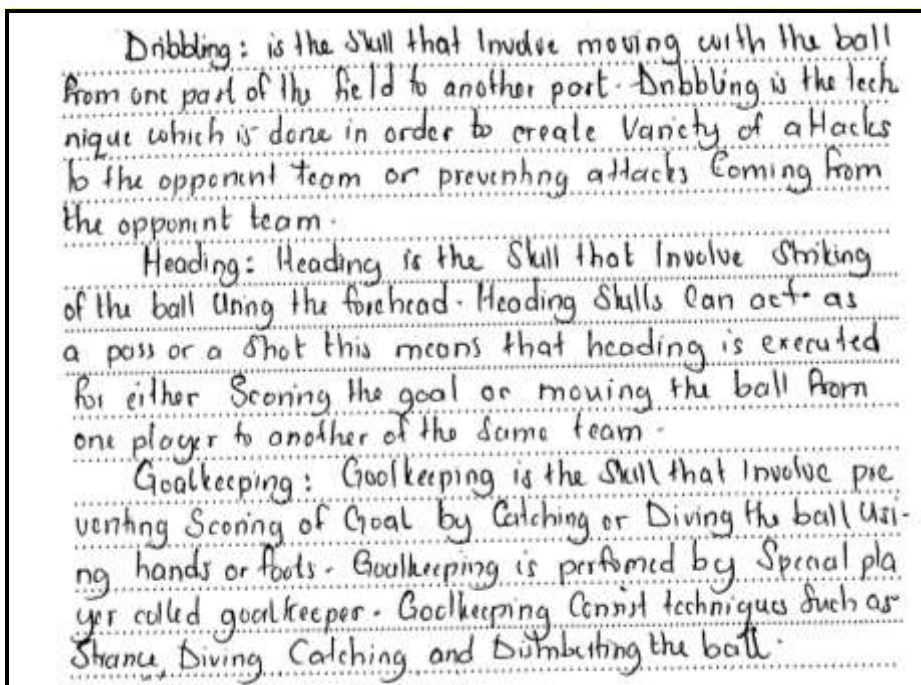 Dribbling: is the Skill that Involve moving with the ball
from one part of the field to another part. Dribbling is the tech
nique which is done in order to create Variety of attacks
to the opponent team or preventing attacks Coming from
the opponent team.
Heading: Heading is the Skill that Involve Striking
of the ball Using the forehead. Heading Skills Can act as
a pass or a Shot this means that heading is executed
for either Scoring the goal or moving the ball from
one player to another of the Same team.
Goalkeeping: Goalkeeping is the Skill that Involve pre
venting Scoring of Goal by Catching or Diving the ball Usi-
ng hands or foots. Goalkeeping is perfomed by Special pla
yer called goalkeeper. Goalkeeping Consist techniques Such as
Stance, Diving Catching and Distributing the ball.